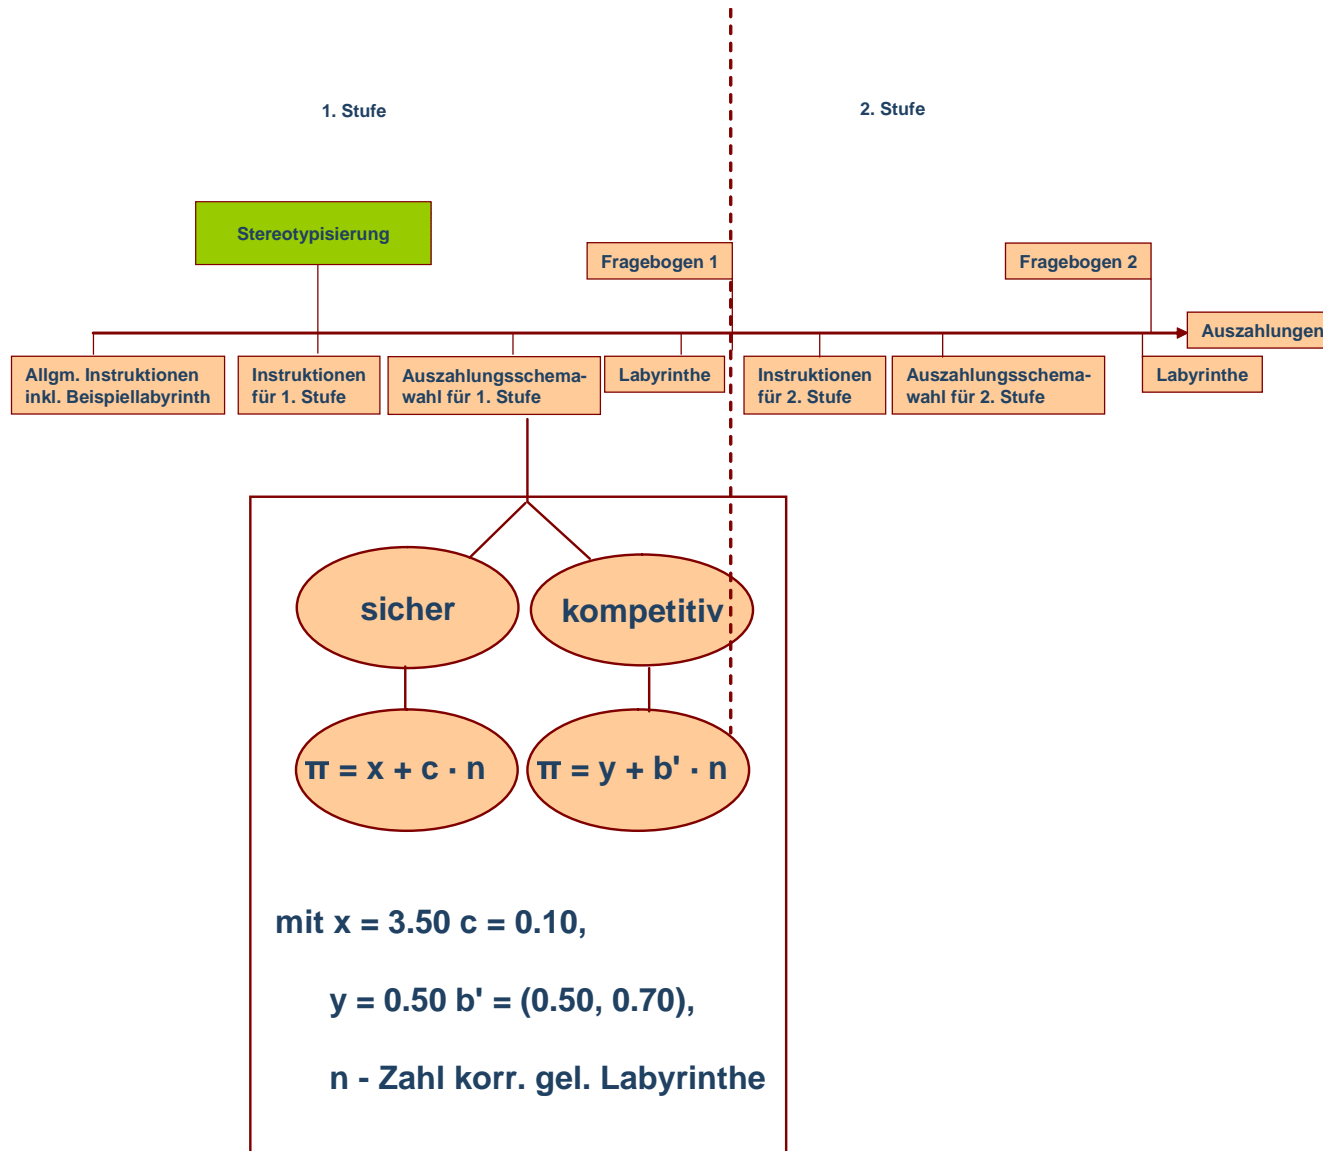 1. Stufe
2. Stufe
Stereotypisierung
Fragebogen 1
Fragebogen 2
Auszahlungen
Allgm. Instruktionen
inkl. Beispiellabyrinth
Instruktionen
für 1. Stufe
Auszahlungsschema-
wahl für 1. Stufe
Labyrinthe
Instruktionen
für 2. Stufe
Auszahlungsschema-
wahl für 2. Stufe
Labyrinthe
sicher
kompetitiv
π = x + c · n
π = y + b' · n
mit x = 3.50 c = 0.10,
y = 0.50 b' = (0.50, 0.70),
n - Zahl korr. gel. Labyrinthe